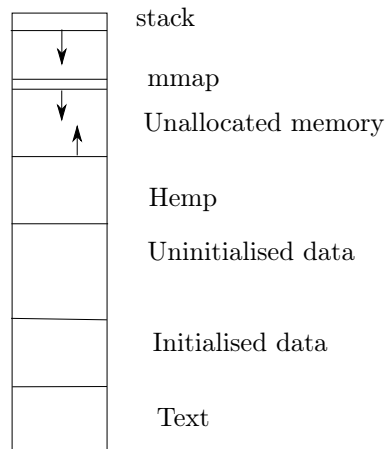 stack
mmap
Unallocated memory
Hemp
Uninitialised data
Initialised data
Text